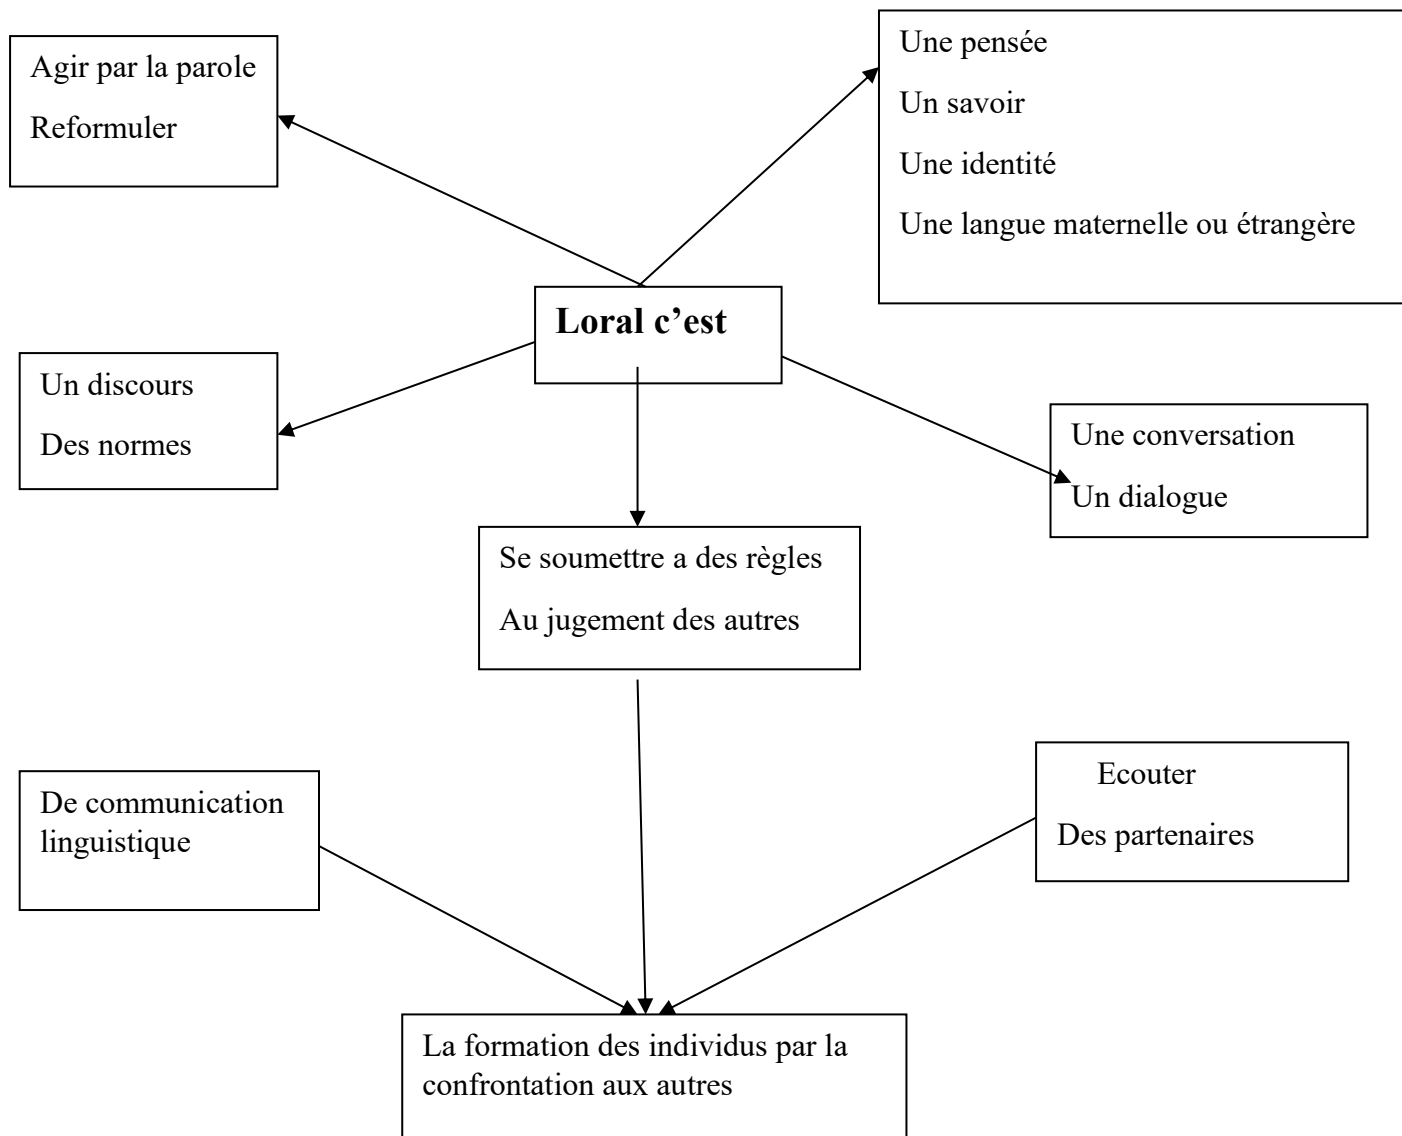 Agir par la parole
Reformuler
Une pensée
Un savoir
Une identité
Une langue maternelle ou étrangère
Loral c’est
Un discours
Des normes
Une conversation
Un dialogue
Se soumettre a des règles
Au jugement des autres
De communication
linguistique
Ecouter
Des partenaires
La formation des individus par la
confrontation aux autres